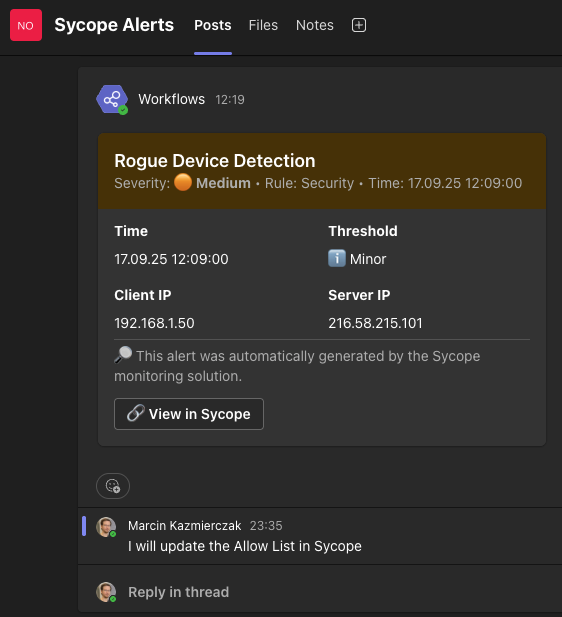 NO Sycope Alerts Posts Files Notes
Workflows 12:19
Rogue Device Detection
Severity: 🟠 Medium • Rule: Security • Time: 17.09.25 12:09:00
Time Threshold
17.09.25 12:09:00 ℹ️ Minor
Client IP Server IP
192.168.1.50 216.58.215.101
🔎 This alert was automatically generated by the Sycope
monitoring solution.
🔗 View in Sycope
Marcin Kazmierczak 23:35
I will update the Allow List in Sycope
Reply in thread